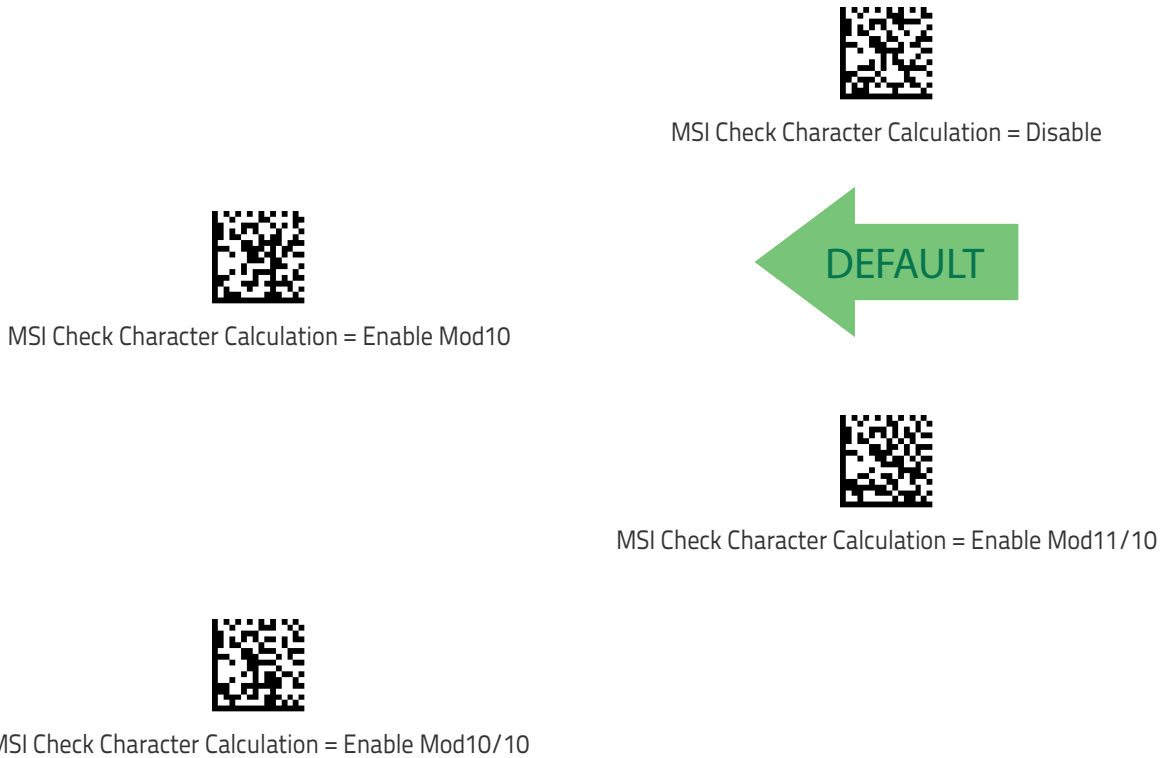 MSI Check Character Calculation = Disable
DEFAULT
MSI Check Character Calculation = Enable Mod10
MSI Check Character Calculation = Enable Mod11/10
MSI Check Character Calculation = Enable Mod10/10